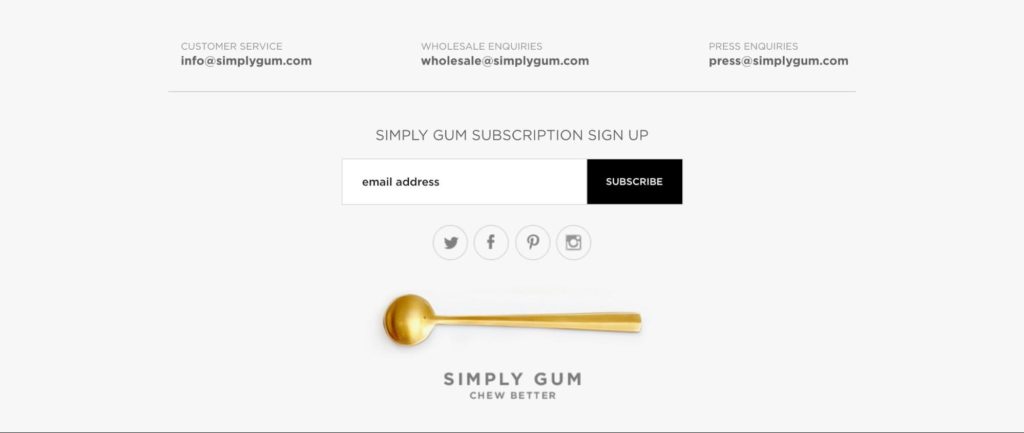 CUSTOMER SERVICE
info@simplygum.com
WHOLESALE ENQUIRIES
wholesale@simplygum.com
PRESS ENQUIRIES
press@simplygum.com
SIMPLY GUM SUBSCRIPTION SIGN UP
email address
SUBSCRIBE
SIMPLY GUM
CHEW BETTER